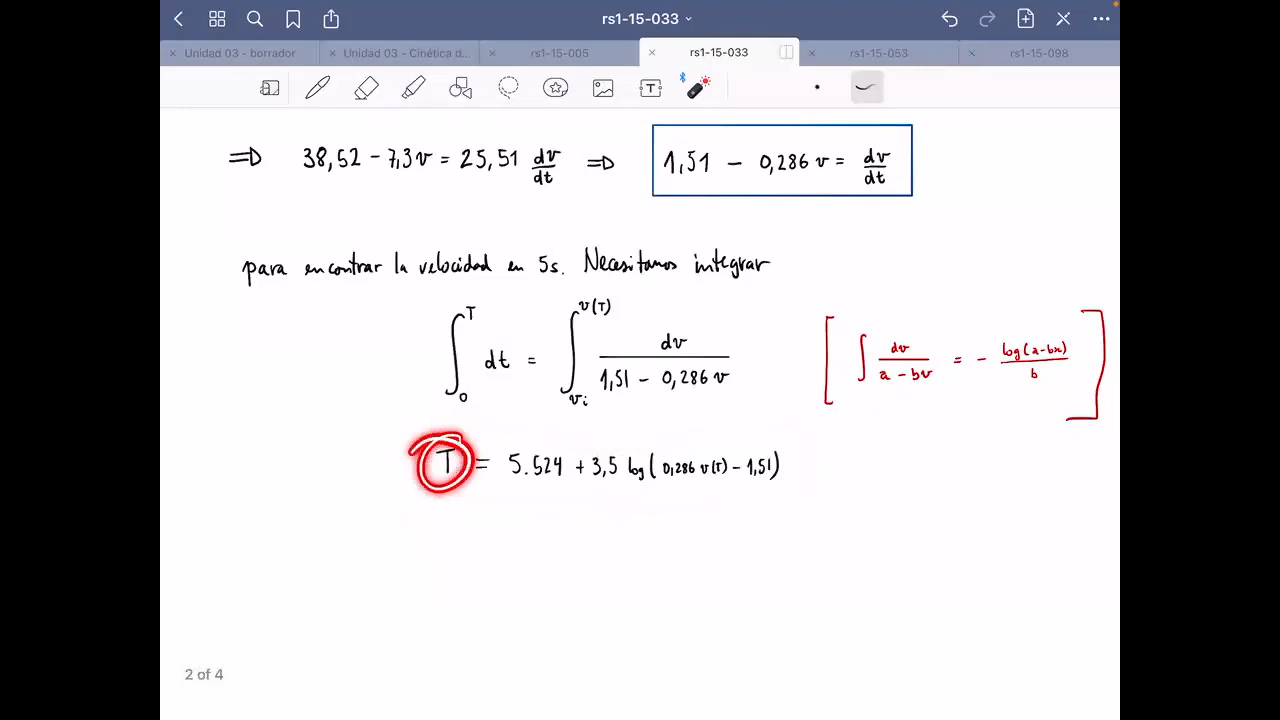 rs1-15-033
Unidad 03 - borrador
Unidad 03 - Cinética d...
rs1-15-005
rs1-15-033
rs1-15-053
rs1-15-098
⇒ 38,52 - 7,3v = 25,51 dv/dt ⇒ 1,51 - 0,286 v = dv/dt
para encontrar la velocidad en 5s. Necesitamos integrar
∫₀ᵀ dt = ∫_{vi}^{v(T)} dv / (1,51 - 0,286 v) [ ∫ dv / (a - bv) = - log(a-bx) / b ]
T = 5.524 + 3,5 log( 0,286 v(T) - 1,51)
2 of 4